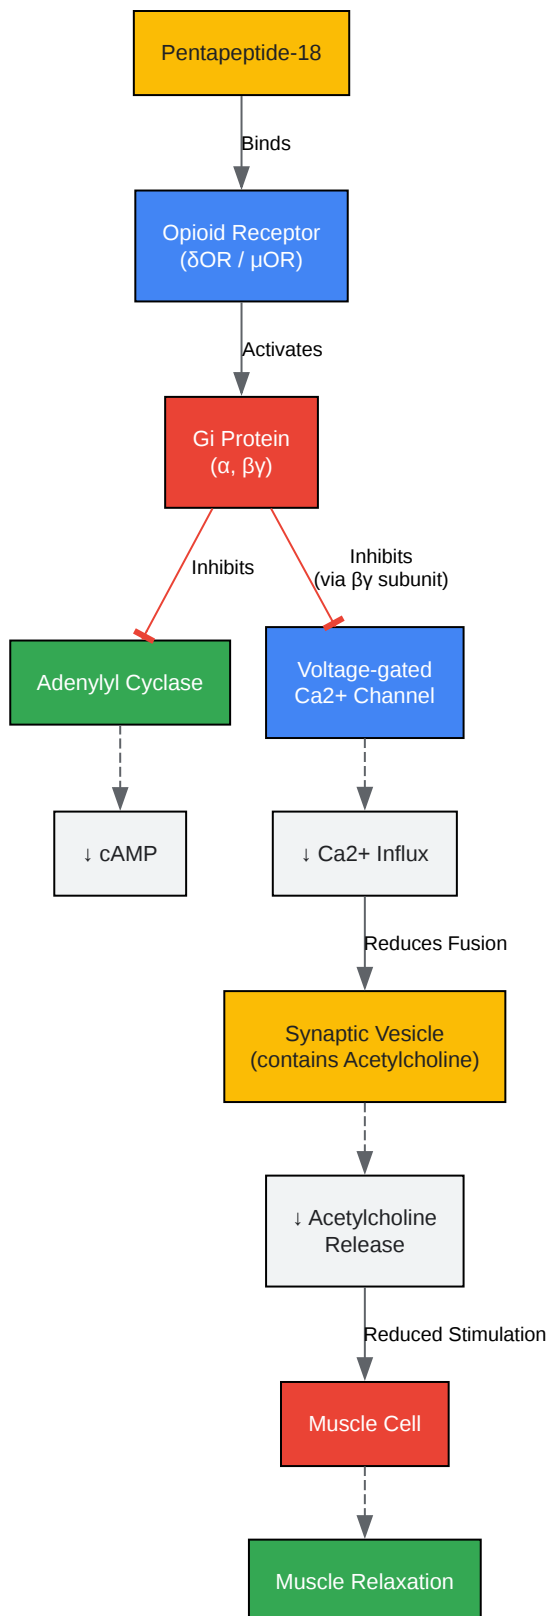 Pentapeptide-18
Binds
Opioid Receptor
(δOR / μOR)
Activates
Gi Protein
(α, βγ)
Inhibits
Inhibits
(via βγ subunit)
Adenylyl Cyclase
Voltage-gated
Ca2+ Channel
↓ cAMP
↓ Ca2+ Influx
Reduces Fusion
Synaptic Vesicle
(contains Acetylcholine)
↓ Acetylcholine
Release
Reduced Stimulation
Muscle Cell
Muscle Relaxation